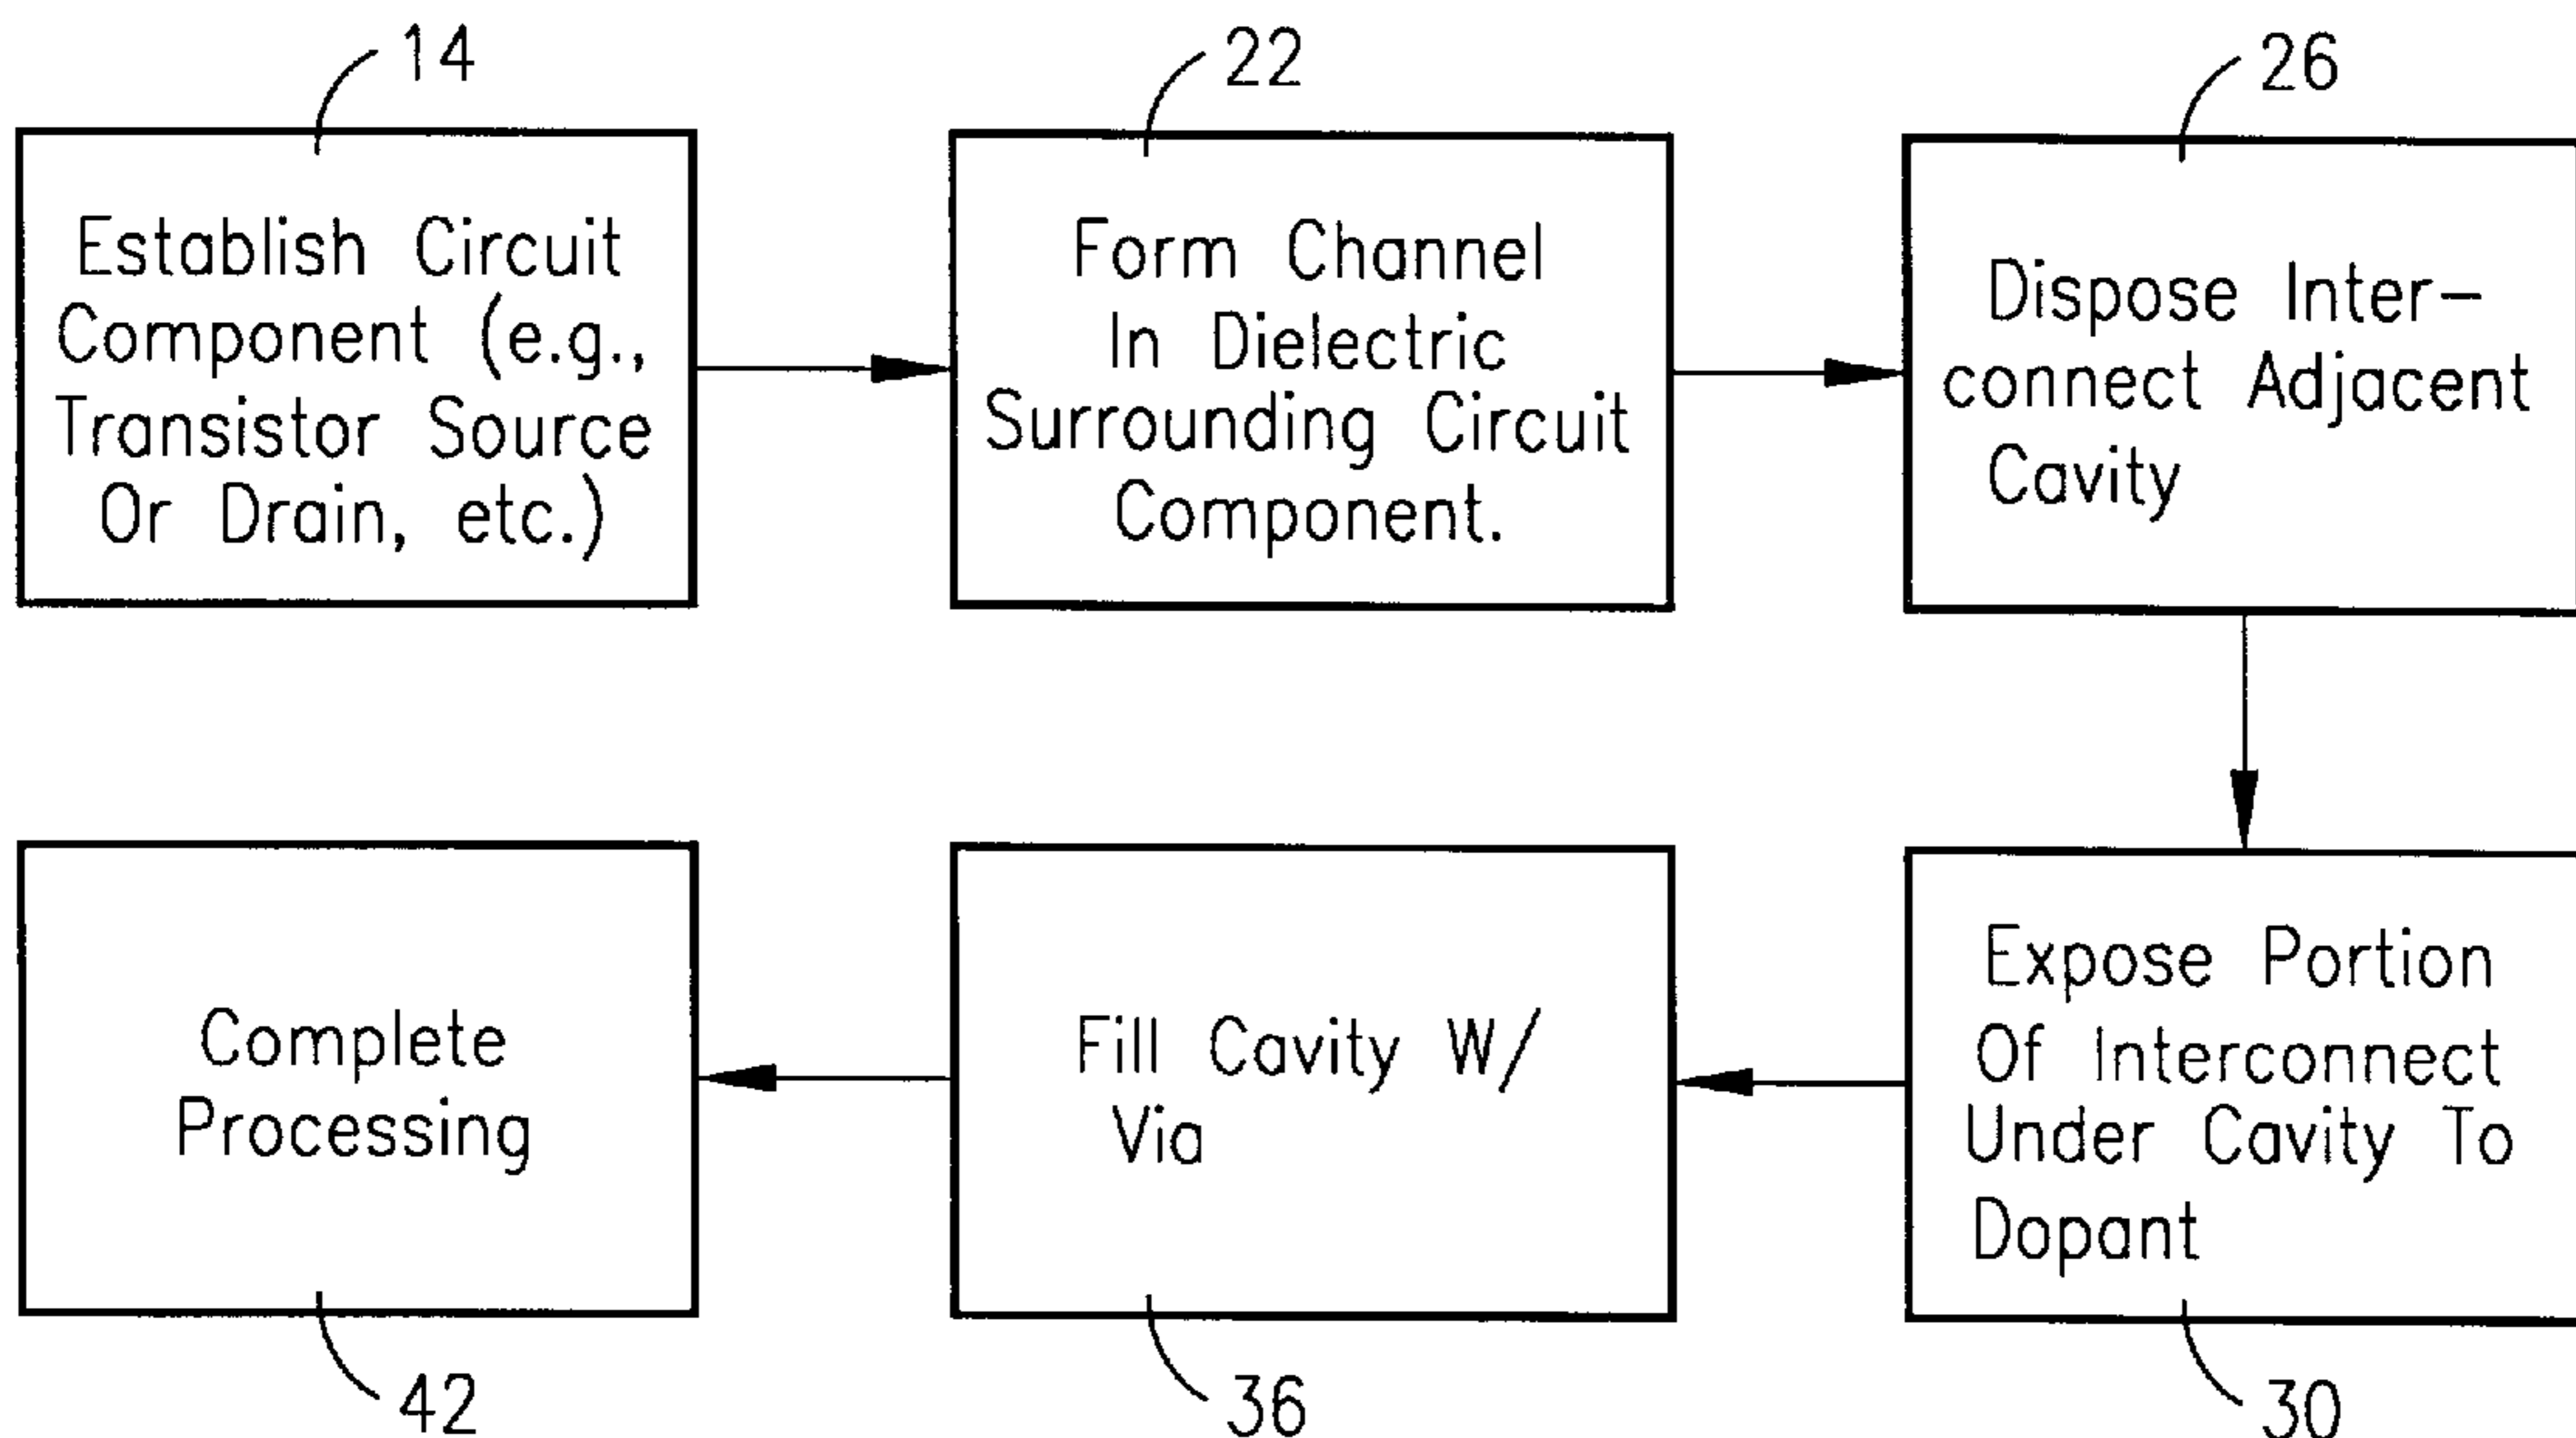 14
Establish Circuit
Component (e.g.,
Transistor Source
Or Drain, etc.)
22
Form Channel
In Dielectric
Surrounding Circuit
Component.
26
Dispose Inter-
connect Adjacent
Cavity
Expose Portion
Of Interconnect
Under Cavity To
Dopant
30
Fill Cavity W/
Via
36
Complete
Processing
42